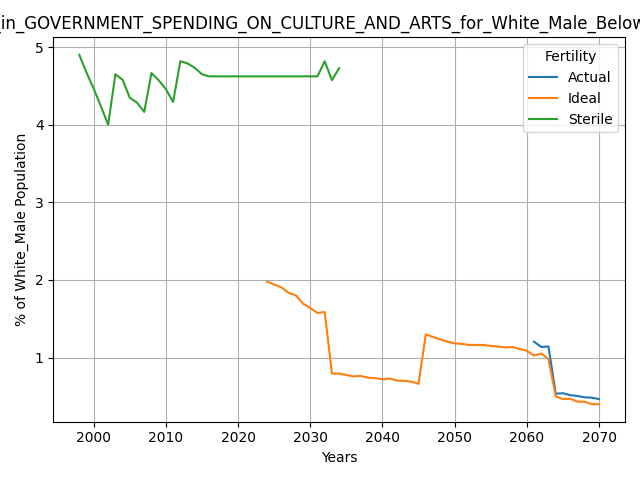 _in_GOVERNMENT_SPENDING_ON_CULTURE_AND_ARTS_for_White_Male_Below
Fertility
Actual
Ideal
Sterile
% of White_Male Population
5
4
3
2
1
2000 2010 2020 2030 2040 2050 2060 2070
Years